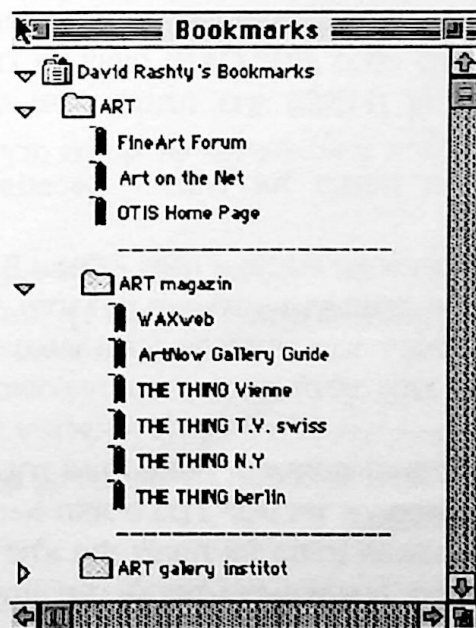 Bookmarks
David Rashty's Bookmarks
ART
FineArt Forum
Art on the Net
OTIS Home Page
ART magazin
WAXweb
ArtNow Gallery Guide
THE THING Vienne
THE THING T.V. swiss
THE THING N.Y
THE THING berlin
ART galery institot